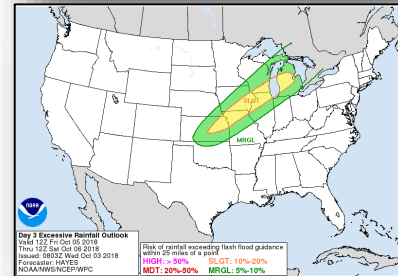 SLGT
MRGL
noaa
Day 3 Excessive Rainfall Outlook
Valid 12Z Fri Oct 05 2018
Thru 12Z Sat Oct 06 2018
Issued: 0803Z Wed Oct 03 2018
Forecaster: HAYES
NOAA/NWS/NCEP/WPC
Risk of rainfall exceeding flash flood guidance
within 25 miles of a point
HIGH: > 50% SLGT: 10%-20%
MDT: 20%-50% MRGL: 5%-10%